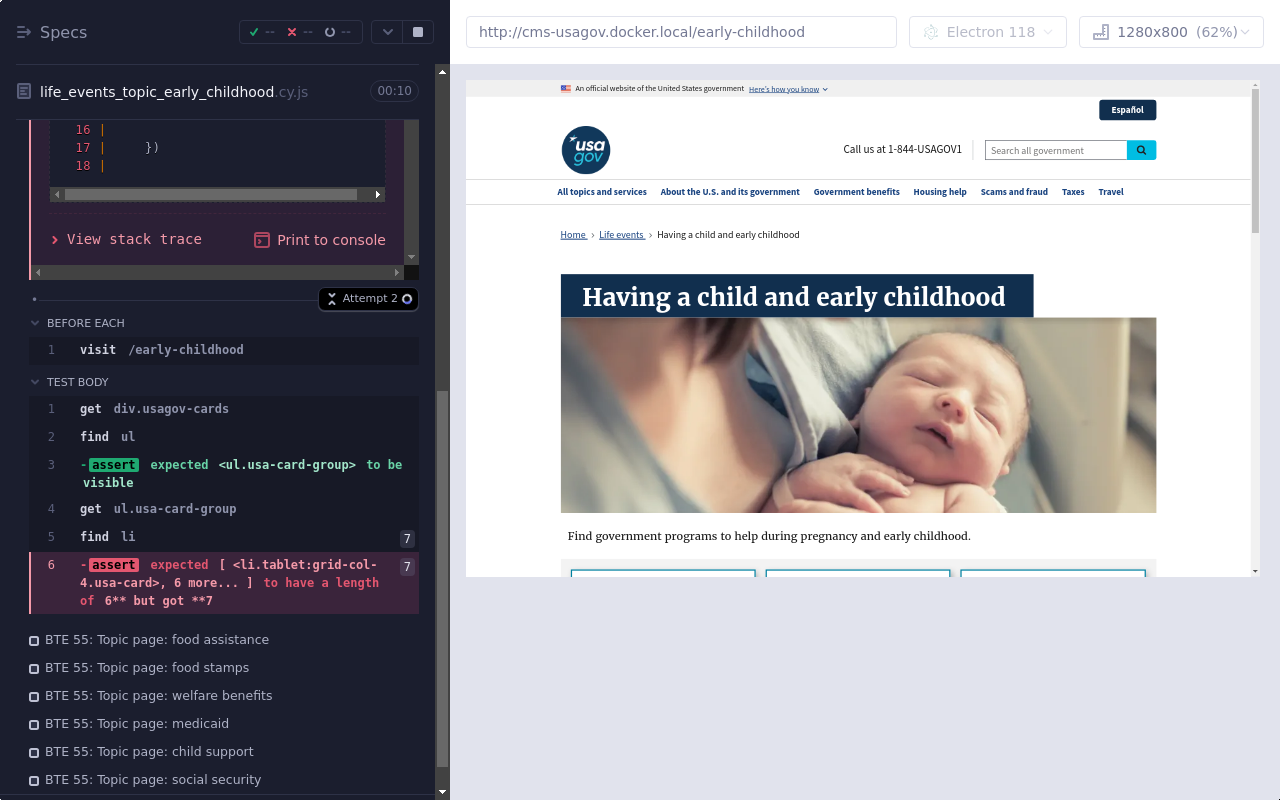 Specs
--
--
--
life_events_topic_early_childhood.cy.js
00:10
16 |
17 |     })
18 |
View stack trace
Print to console
Attempt 2
BEFORE EACH
1 visit /early-childhood
TEST BODY
1 get div.usagov-cards
2 find ul
3 -assert expected <ul.usa-card-group> to be
visible
4 get ul.usa-card-group
5 find li 7
6 -assert expected [ <li.tablet:grid-col-
4.usa-card>, 6 more... ] to have a length
of 6** but got **7
7
BTE 55: Topic page: food assistance
BTE 55: Topic page: food stamps
BTE 55: Topic page: welfare benefits
BTE 55: Topic page: medicaid
BTE 55: Topic page: child support
BTE 55: Topic page: social security
http://cms-usagov.docker.local/early-childhood
Electron 118
1280x800 (62%)
An official website of the United States government Here's how you know
Español
usa
gov
Call us at 1-844-USAGOV1
Search all government
All topics and services About the U.S. and its government Government benefits Housing help Scams and fraud Taxes Travel
Home › Life events › Having a child and early childhood
Having a child and early childhood
Find government programs to help during pregnancy and early childhood.